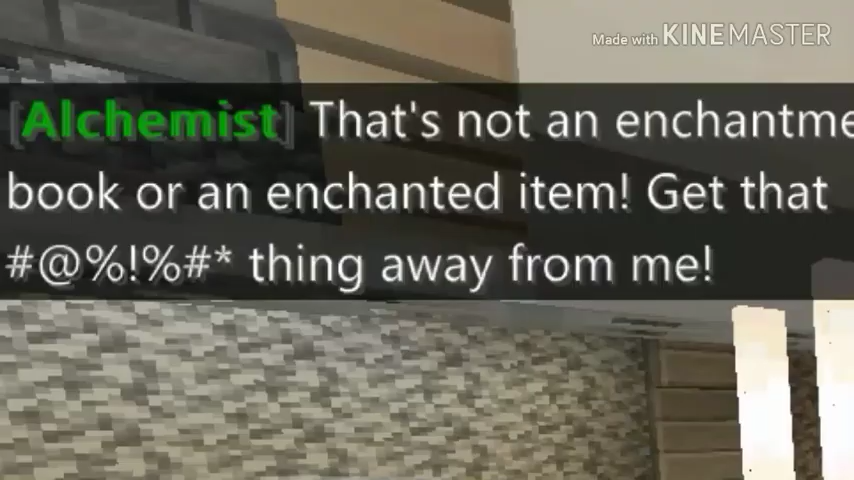 Made with KINEMASTER
[Alchemist] That's not an enchantme
book or an enchanted item! Get that
#@%!%#* thing away from me!